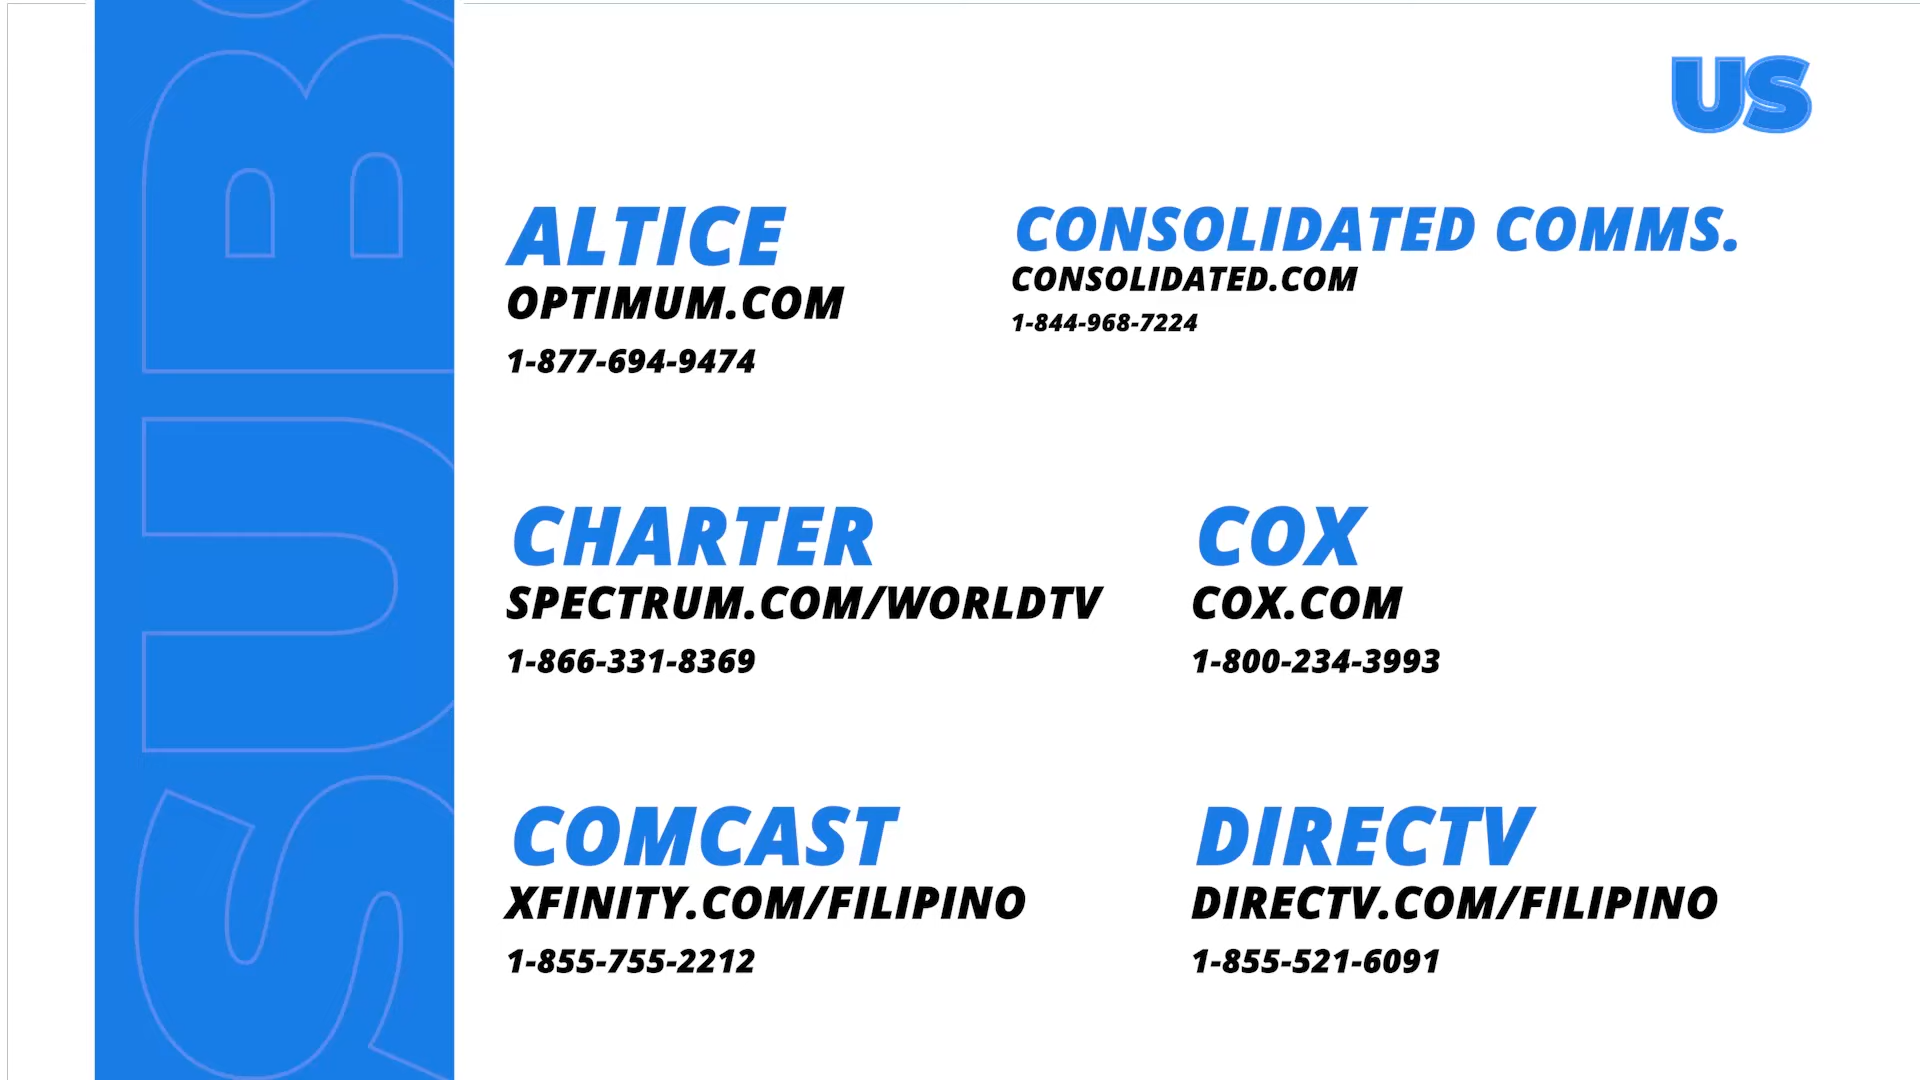 US
ALTICE
OPTIMUM.COM
1-877-694-9474
CONSOLIDATED COMMS.
CONSOLIDATED.COM
1-844-968-7224
CHARTER
SPECTRUM.COM/WORLDTV
1-866-331-8369
COX
COX.COM
1-800-234-3993
COMCAST
XFINITY.COM/FILIPINO
1-855-755-2212
DIRECTV
DIRECTV.COM/FILIPINO
1-855-521-6091
SUB